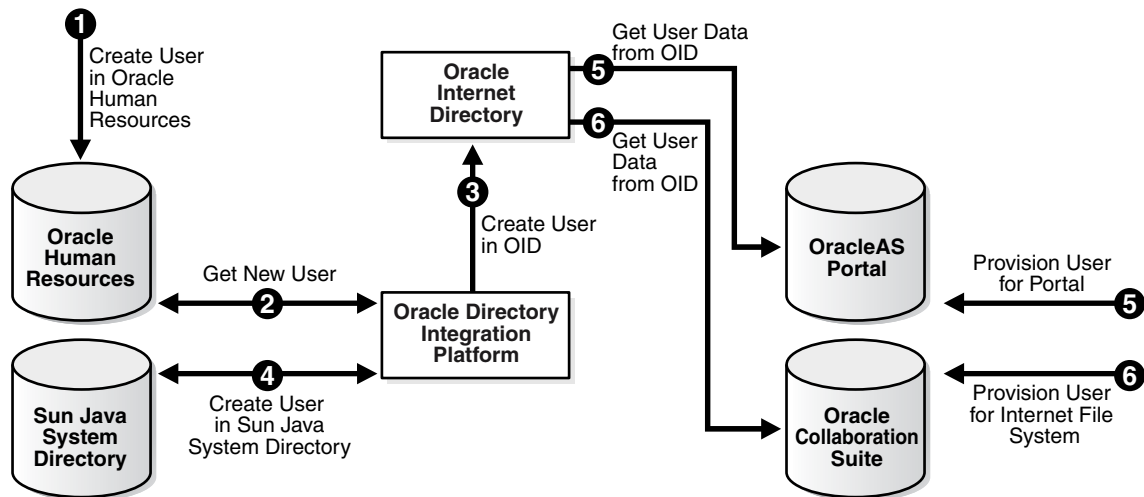 1
Create User
in Oracle
Human
Resources
Oracle
Human
Resources
Get New User
2
Sun Java
System
Directory
4
Create User
in Sun Java
System Directory
Oracle
Internet
Directory
3
Create User
in OID
Oracle Directory
Integration
Platform
Get User Data
from OID
5
6
Get User
Data
from OID
OracleAS
Portal
Provision User
for Portal
5
Oracle
Collaboration
Suite
6
Provision User
for Internet File
System